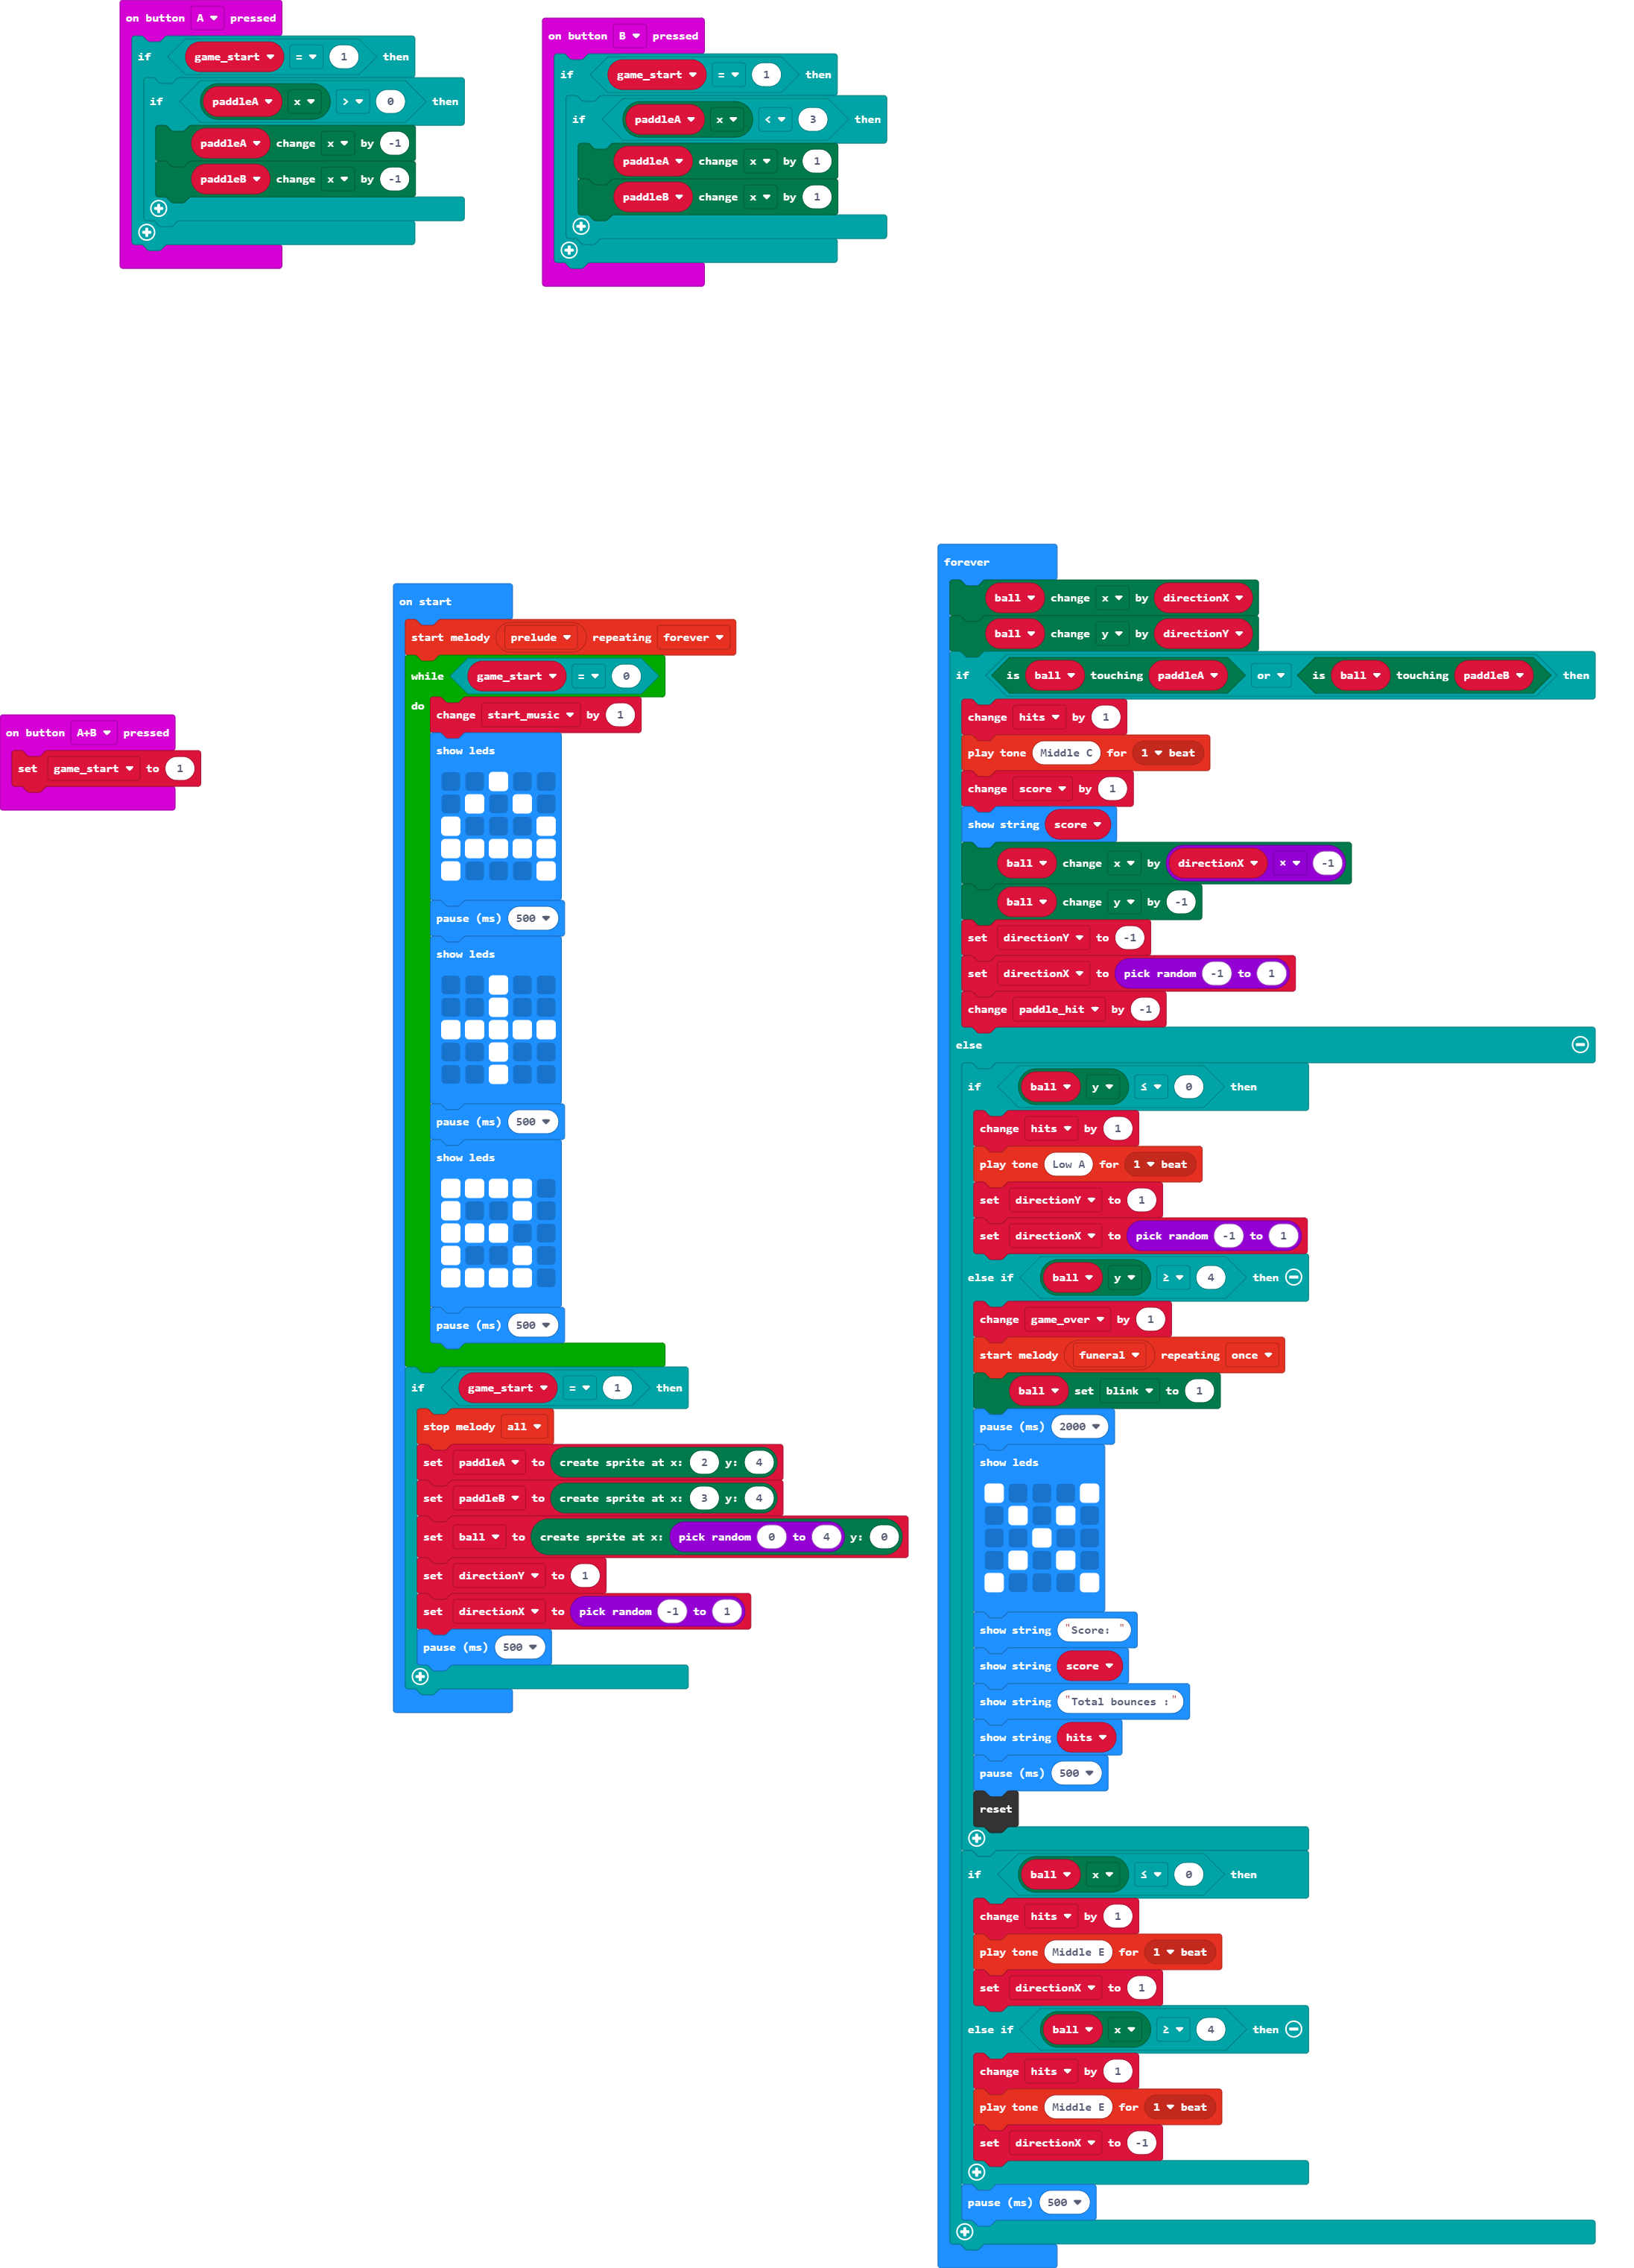 on button A pressed
if game_start = 1 then
if paddleA x > 0 then
paddleA change x by -1
paddleB change x by -1
on button B pressed
if game_start = 1 then
if paddleA x < 3 then
paddleA change x by 1
paddleB change x by 1
on button A+B pressed
set game_start to 1
on start
start melody prelude repeating forever
while game_start = 0
do
change start_music by 1
show leds
pause (ms) 500
show leds
pause (ms) 500
show leds
pause (ms) 500
if game_start = 1 then
stop melody all
set paddleA to create sprite at x: 2 y: 4
set paddleB to create sprite at x: 3 y: 4
set ball to create sprite at x: pick random 0 to 4 y: 0
set directionY to 1
set directionX to pick random -1 to 1
pause (ms) 500
forever
ball change x by directionX
ball change y by directionY
if is ball touching paddleA or is ball touching paddleB then
change hits by 1
play tone Middle C for 1 beat
change score by 1
show string score
ball change x by directionX × -1
ball change y by -1
set directionY to -1
set directionX to pick random -1 to 1
change paddle_hit by -1
else
if ball y ≤ 0 then
change hits by 1
play tone Low A for 1 beat
set directionY to 1
set directionX to pick random -1 to 1
else if ball y ≥ 4 then
change game_over by 1
start melody funeral repeating once
ball set blink to 1
pause (ms) 2000
show leds
show string "Score: "
show string score
show string "Total bounces :"
show string hits
pause (ms) 500
reset
if ball x ≤ 0 then
change hits by 1
play tone Middle E for 1 beat
set directionX to 1
else if ball x ≥ 4 then
change hits by 1
play tone Middle E for 1 beat
set directionX to -1
pause (ms) 500